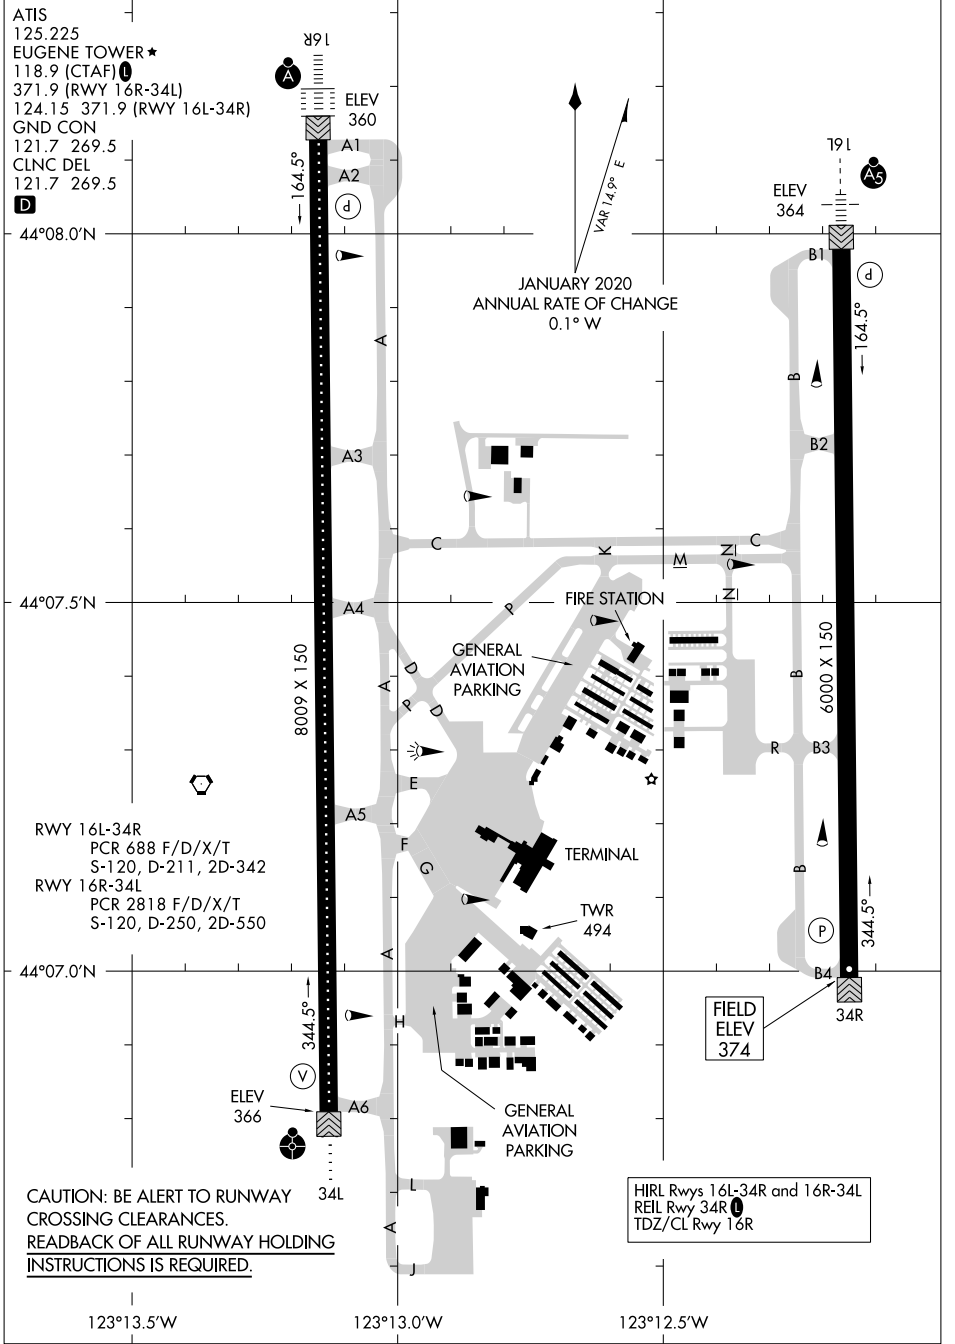 ATIS
125.225
EUGENE TOWER ★
118.9 (CTAF) L
371.9 (RWY 16R-34L)
124.15 371.9 (RWY 16L-34R)
GND CON
121.7 269.5
CLNC DEL
121.7 269.5
D
16R
A
ELEV
360
A1
A2
164.5°
P
VAR 14.9° E
JANUARY 2020
ANNUAL RATE OF CHANGE
0.1° W
16L
A5
ELEV
364
B1
P
164.5°
44°08.0'N
A
B
A3
B2
C
C
K
M
N
N
44°07.5'N
A4
P
FIRE STATION
GENERAL
AVIATION
PARKING
8009 X 150
A
D
P
D
B
6000 X 150
R
B3
E
A5
F
G
TERMINAL
RWY 16L-34R
PCR 688 F/D/X/T
S-120, D-211, 2D-342
RWY 16R-34L
PCR 2818 F/D/X/T
S-120, D-250, 2D-550
B
344.5°
TWR
494
P
A
44°07.0'N
B4
34R
FIELD
ELEV
374
344.5°
H
V
ELEV
366
A6
GENERAL
AVIATION
PARKING
34L
L
A
J
CAUTION: BE ALERT TO RUNWAY
CROSSING CLEARANCES.
READBACK OF ALL RUNWAY HOLDING
INSTRUCTIONS IS REQUIRED.
HIRL Rwys 16L-34R and 16R-34L
REIL Rwy 34R L
TDZ/CL Rwy 16R
123°13.5'W
123°13.0'W
123°12.5'W